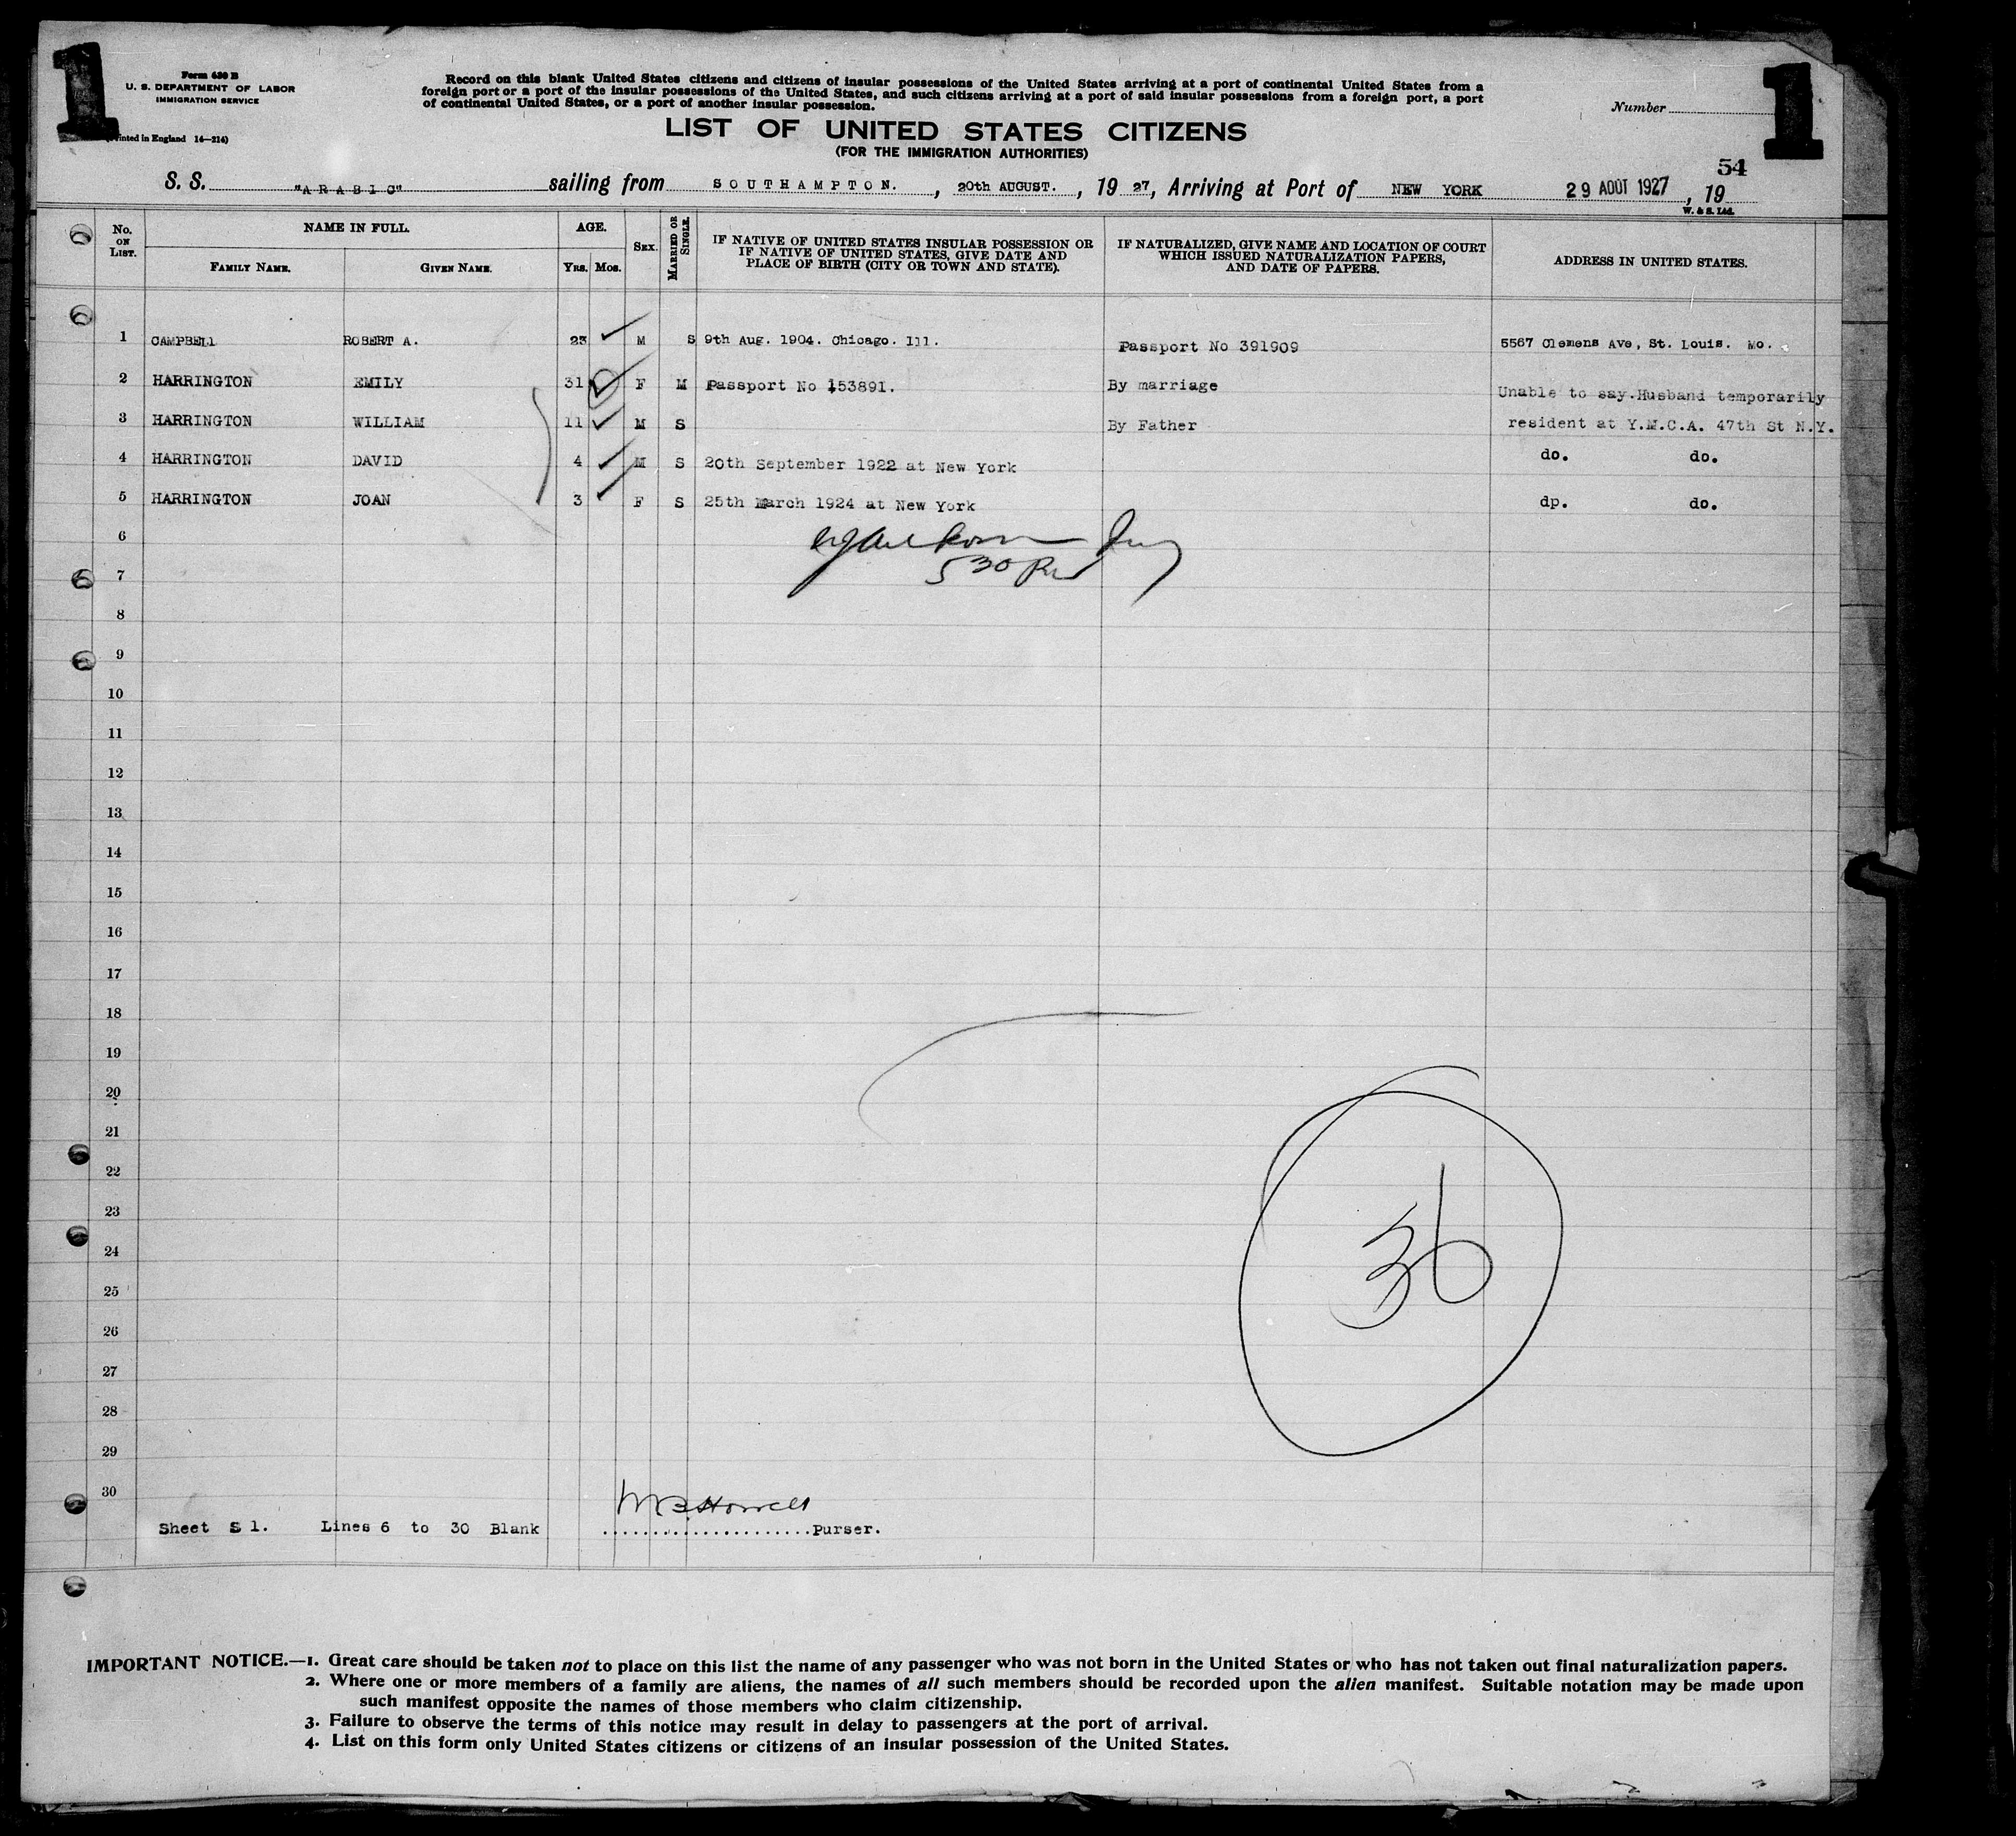 1
1
Form 630 B
U. S. DEPARTMENT OF LABOR
IMMIGRATION SERVICE
(Printed in England 14—214)
Record on this blank United States citizens and citizens of insular possessions of the United States arriving at a port of continental United States from a
foreign port or a port of the insular possessions of the United States, and such citizens arriving at a port of said insular possessions from a foreign port, a port
of continental United States, or a port of another insular possession.
Number
LIST OF UNITED STATES CITIZENS
(FOR THE IMMIGRATION AUTHORITIES)
54
S. S. "ARABIC" sailing from SOUTHAMPTON. , 20th AUGUST. , 19 27, Arriving at Port of NEW YORK 29 AOUT 1927 , 19
W. & S. Ltd.
No. ON LIST. NAME IN FULL. AGE. SEX. MARRIED OR SINGLE. IF NATIVE OF UNITED STATES INSULAR POSSESSION OR IF NATIVE OF UNITED STATES, GIVE DATE AND PLACE OF BIRTH (CITY OR TOWN AND STATE). IF NATURALIZED, GIVE NAME AND LOCATION OF COURT WHICH ISSUED NATURALIZATION PAPERS, AND DATE OF PAPERS. ADDRESS IN UNITED STATES.
FAMILY NAME. GIVEN NAME. YRS. MOS.
1 CAMPBELL ROBERT A. 23 M S 9th Aug. 1904. Chicago. Ill. Passport No 391909 5567 Clemens Ave, St. Louis. Mo.
2 HARRINGTON EMILY 31 D F M Passport No 153891. By marriage Unable to say.Husband temporarily
3 HARRINGTON WILLIAM 11 M S By Father resident at Y.M.C.A. 47th St N.Y.
4 HARRINGTON DAVID 4 M S 20th September 1922 at New York do. do.
5 HARRINGTON JOAN 3 F S 25th March 1924 at New York dp. do.
6
530 PM
7
8
9
10
11
12
13
14
15
16
17
18
19
20
21
22
23
24
36
25
26
27
28
29
30
W B Howell
Sheet S 1. Lines 6 to 30 Blank ......................Purser.
IMPORTANT NOTICE.—1. Great care should be taken not to place on this list the name of any passenger who was not born in the United States or who has not taken out final naturalization papers.
2. Where one or more members of a family are aliens, the names of all such members should be recorded upon the alien manifest. Suitable notation may be made upon
such manifest opposite the names of those members who claim citizenship.
3. Failure to observe the terms of this notice may result in delay to passengers at the port of arrival.
4. List on this form only United States citizens or citizens of an insular possession of the United States.